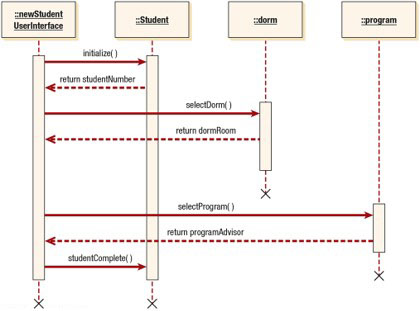 ::newStudent
UserInterface
::Student
::dorm
::program
initialize( )
return studentNumber
selectDorm( )
return dormRoom
selectProgram( )
return programAdvisor
studentComplete( )